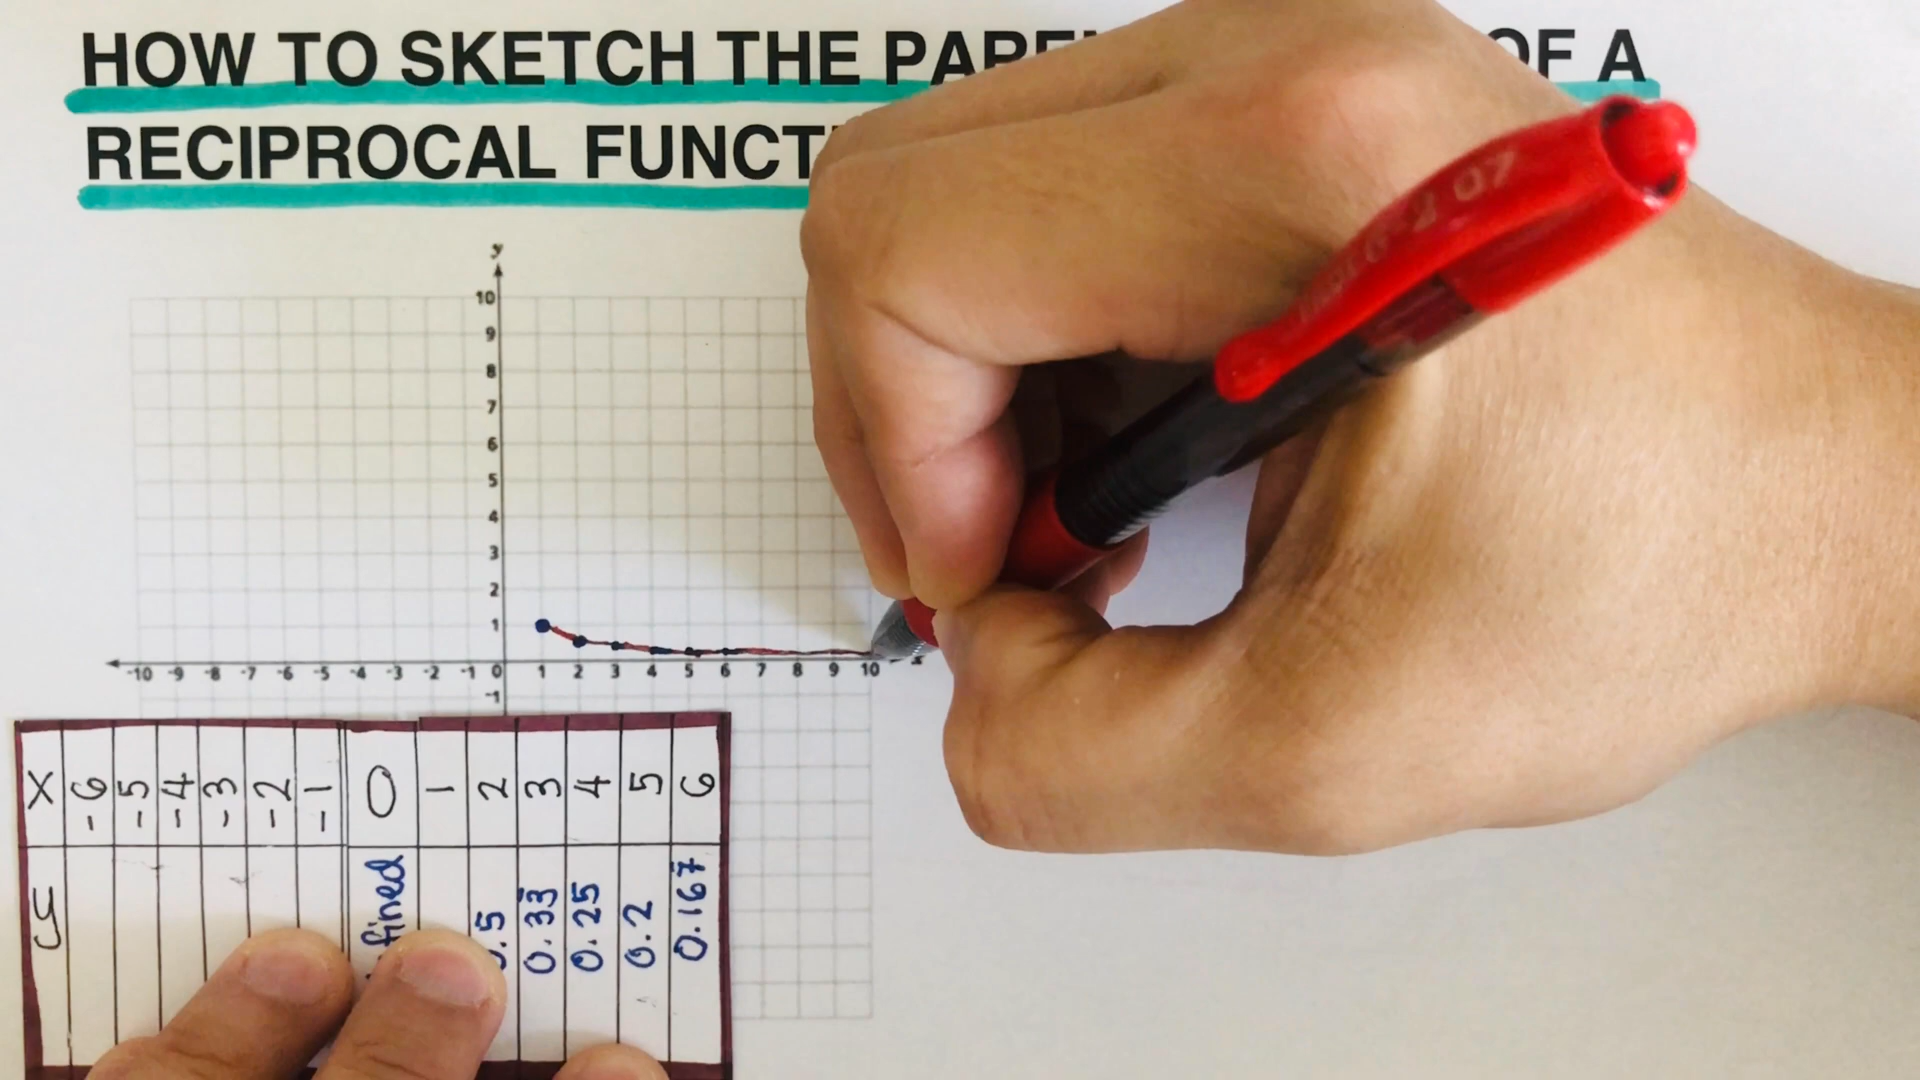 HOW TO SKETCH THE OF A
RECIPROCAL
y
10
9
8
7
6
5
4
3
2
1
-10 -9 -8 -7 -6 -5 -4 -3 -2 -1 0 1 2 3 4 5 6 7 8 9 10
-1
X -6 -5 -4 -3 -2 -1 0 1 2 3 4 5 6
y 0.33 0.25 0.2 0.167